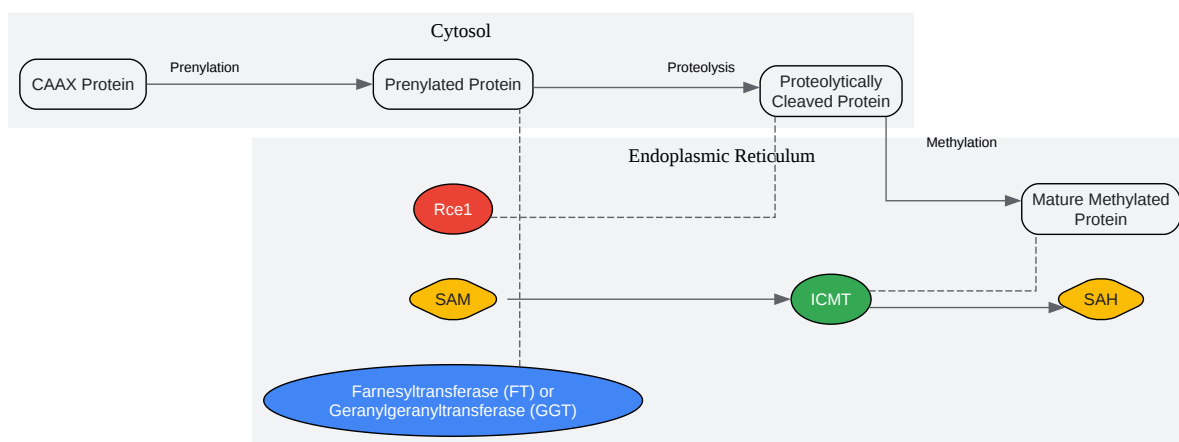 Cytosol
CAAX Protein
Prenylation
Prenylated Protein
Proteolysis
Proteolytically
Cleaved Protein
Endoplasmic Reticulum
Methylation
Rce1
Mature Methylated
Protein
SAM
ICMT
SAH
Farnesyltransferase (FT) or
Geranylgeranyltransferase (GGT)